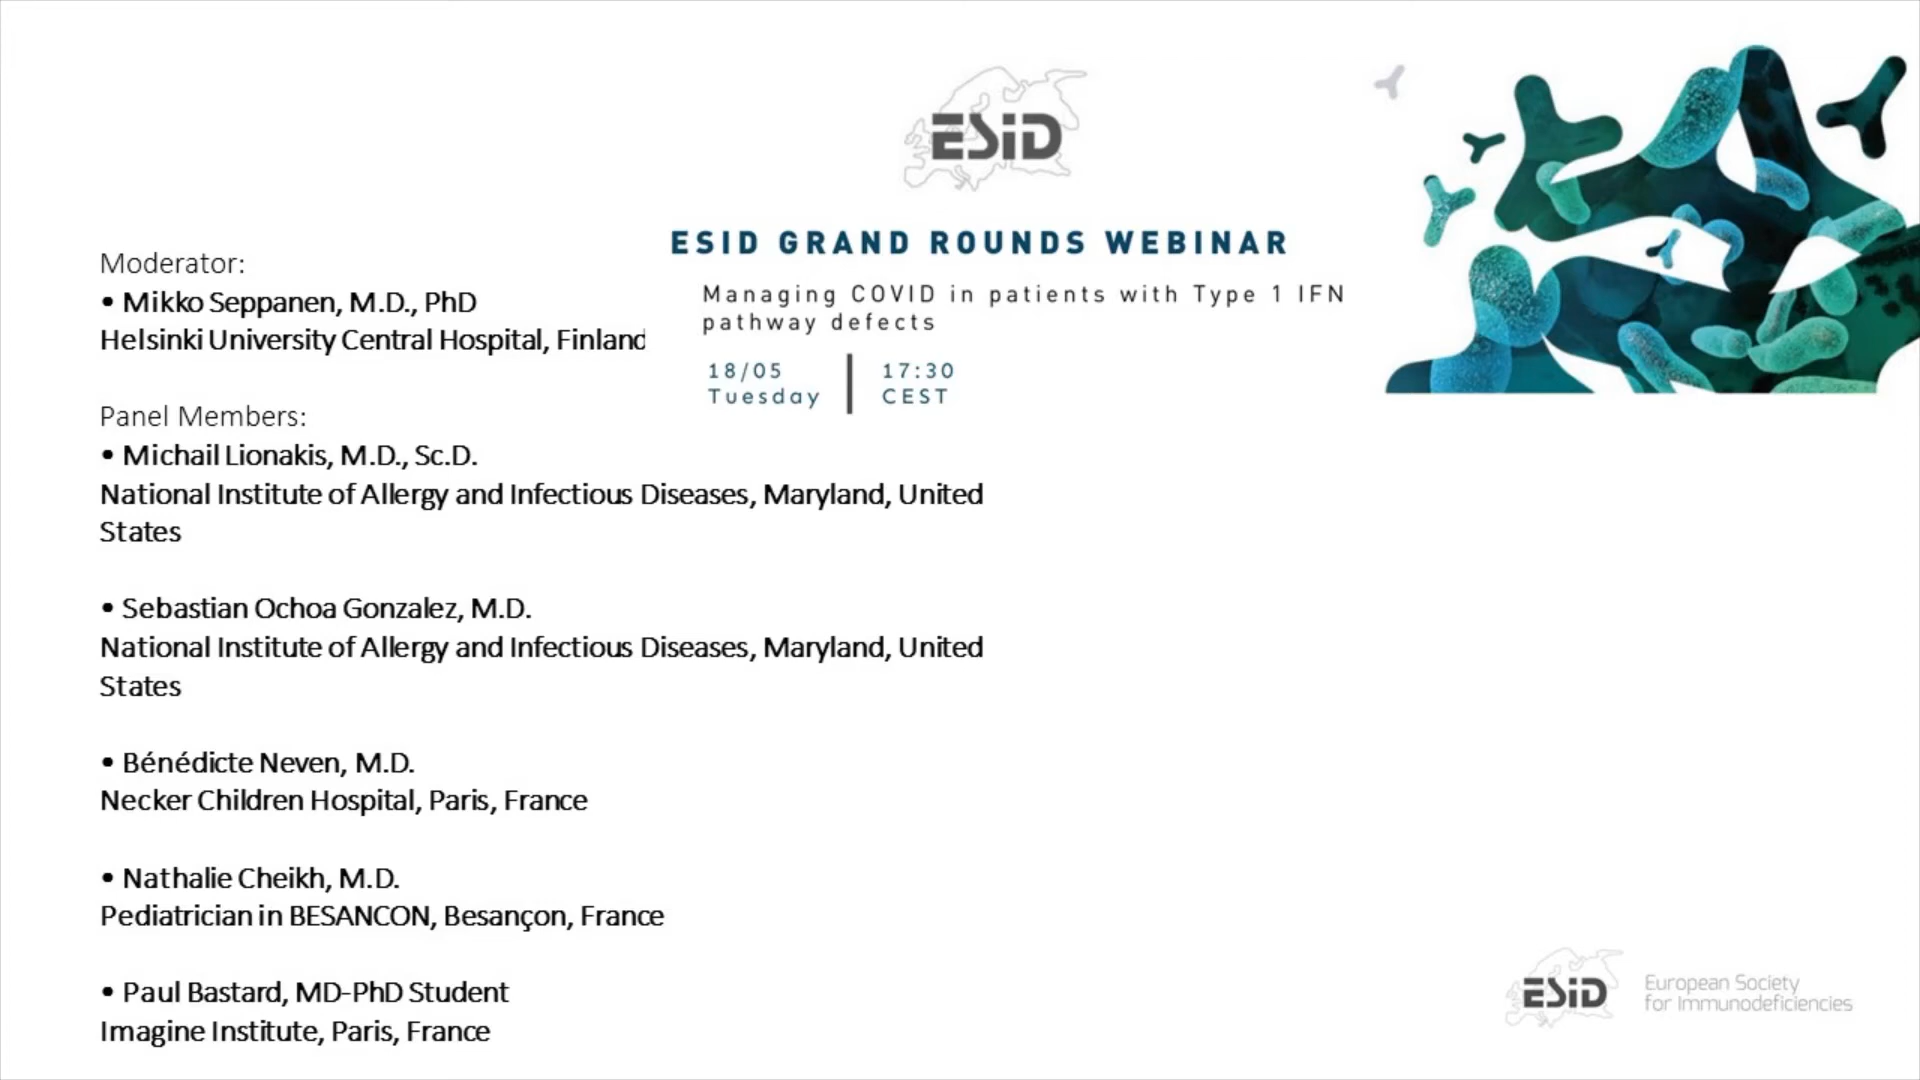 ESiD
ESID GRAND ROUNDS WEBINAR
Managing COVID in patients with Type 1 IFN
pathway defects
18/05
Tuesday
17:30
CEST
Moderator:
• Mikko Seppanen, M.D., PhD
Helsinki University Central Hospital, Finland
Panel Members:
• Michail Lionakis, M.D., Sc.D.
National Institute of Allergy and Infectious Diseases, Maryland, United
States
• Sebastian Ochoa Gonzalez, M.D.
National Institute of Allergy and Infectious Diseases, Maryland, United
States
• Bénédicte Neven, M.D.
Necker Children Hospital, Paris, France
• Nathalie Cheikh, M.D.
Pediatrician in BESANCON, Besançon, France
• Paul Bastard, MD-PhD Student
Imagine Institute, Paris, France
ESiD
European Society
for Immunodeficiencies